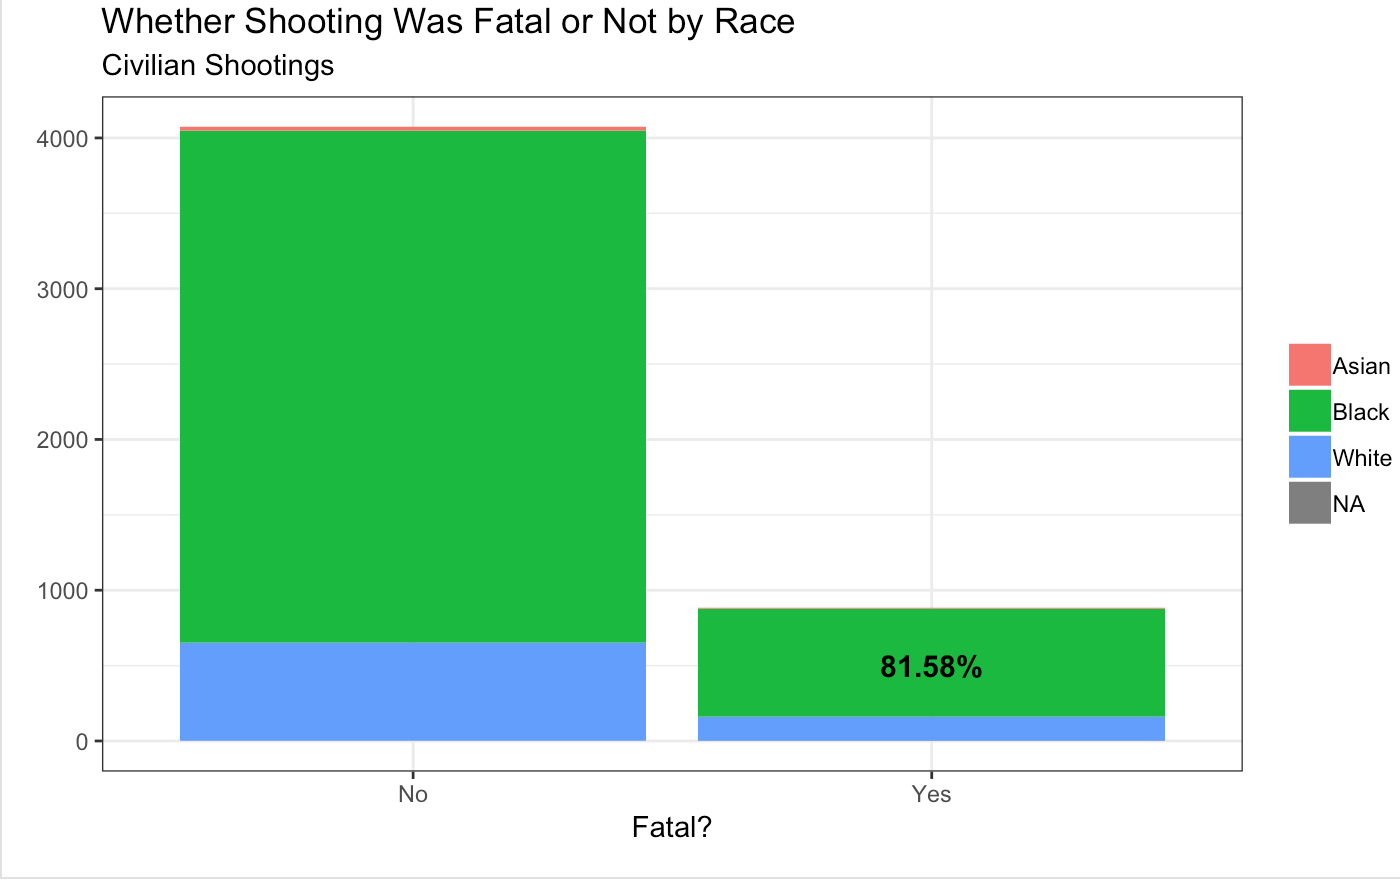 Whether Shooting Was Fatal or Not by Race
Civilian Shootings
4000
3000
2000
1000
0
81.58%
No
Yes
Fatal?
Asian
Black
White
NA